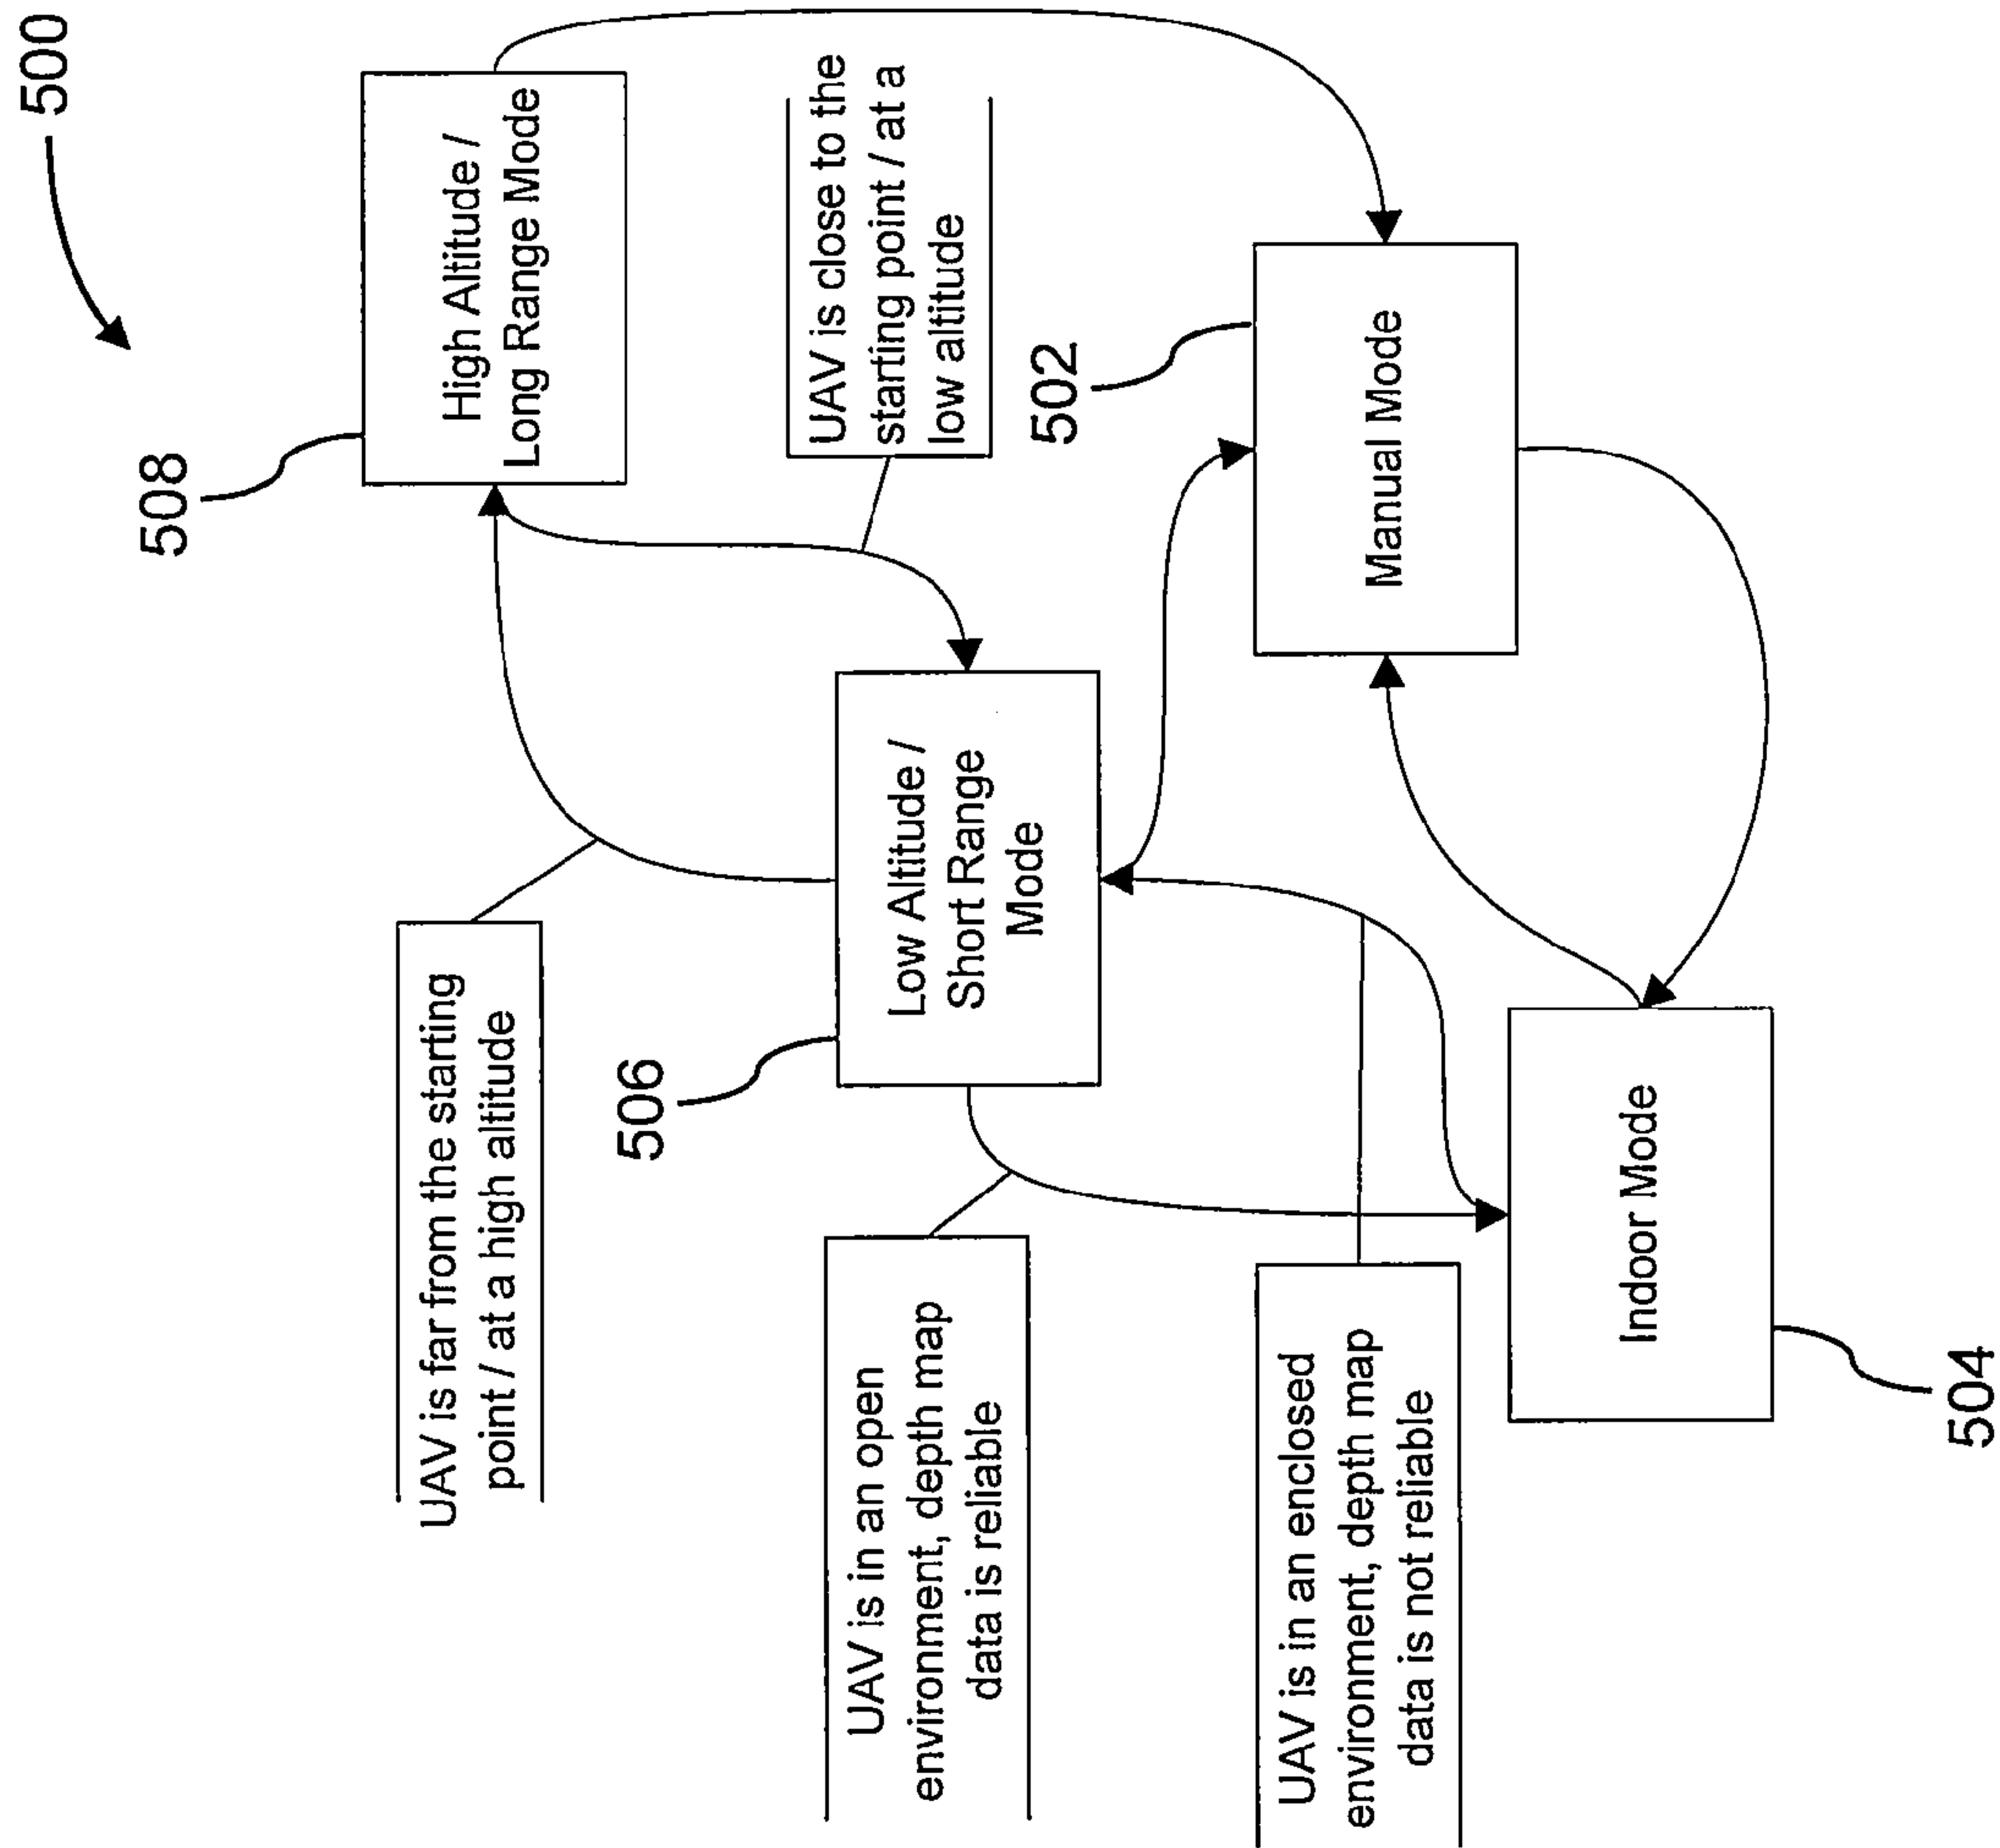 500
508
High Altitude /
Long Range Mode
UAV is far from the starting
point / at a high altitude
UAV is close to the
starting point / at a
low altitude
506
Low Altitude /
Short Range
Mode
UAV is in an open
environment, depth map
data is reliable
502
Manual Mode
UAV is in an enclosed
environment, depth map
data is not reliable
Indoor Mode
504